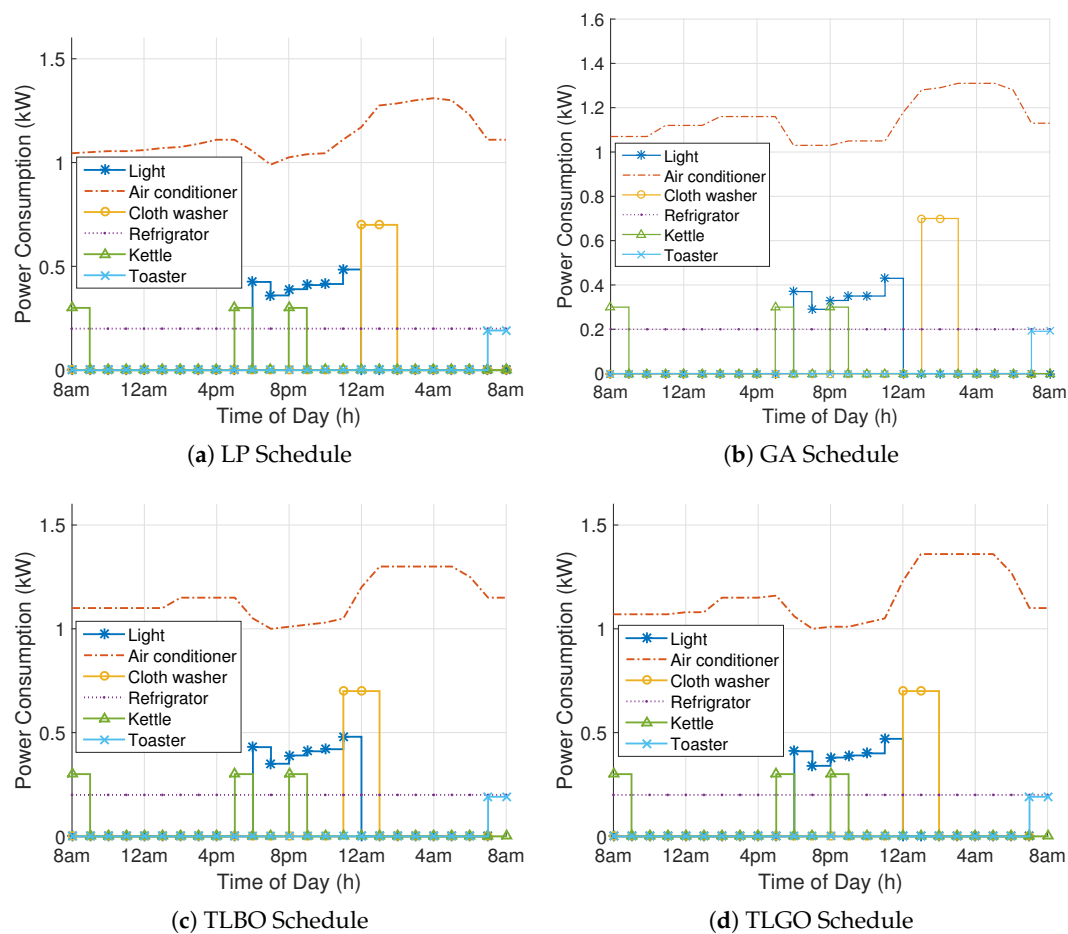 Power Consumption (kW)
1.5
1
0.5
0
Light
Air conditioner
Cloth washer
Refrigrator
Kettle
Toaster
8am 12am 4pm 8pm 12am 4am 8am
Time of Day (h)
(a) LP Schedule
Power Consumption (kW)
1.6
1.4
1.2
1
0.8
0.6
0.4
0.2
0
Light
Air conditioner
Cloth washer
Refrigrator
Kettle
Toaster
8am 12am 4pm 8pm 12am 4am 8am
Time of Day (h)
(b) GA Schedule
Power Consumption (kW)
1.5
1
0.5
0
Light
Air conditioner
Cloth washer
Refrigrator
Kettle
Toaster
8am 12am 4pm 8pm 12am 4am 8am
Time of Day (h)
(c) TLBO Schedule
Power Consumption (kW)
1.5
1
0.5
0
Light
Air conditioner
Cloth washer
Refrigrator
Kettle
Toaster
8am 12am 4pm 8pm 12am 4am 8am
Time of Day (h)
(d) TLGO Schedule